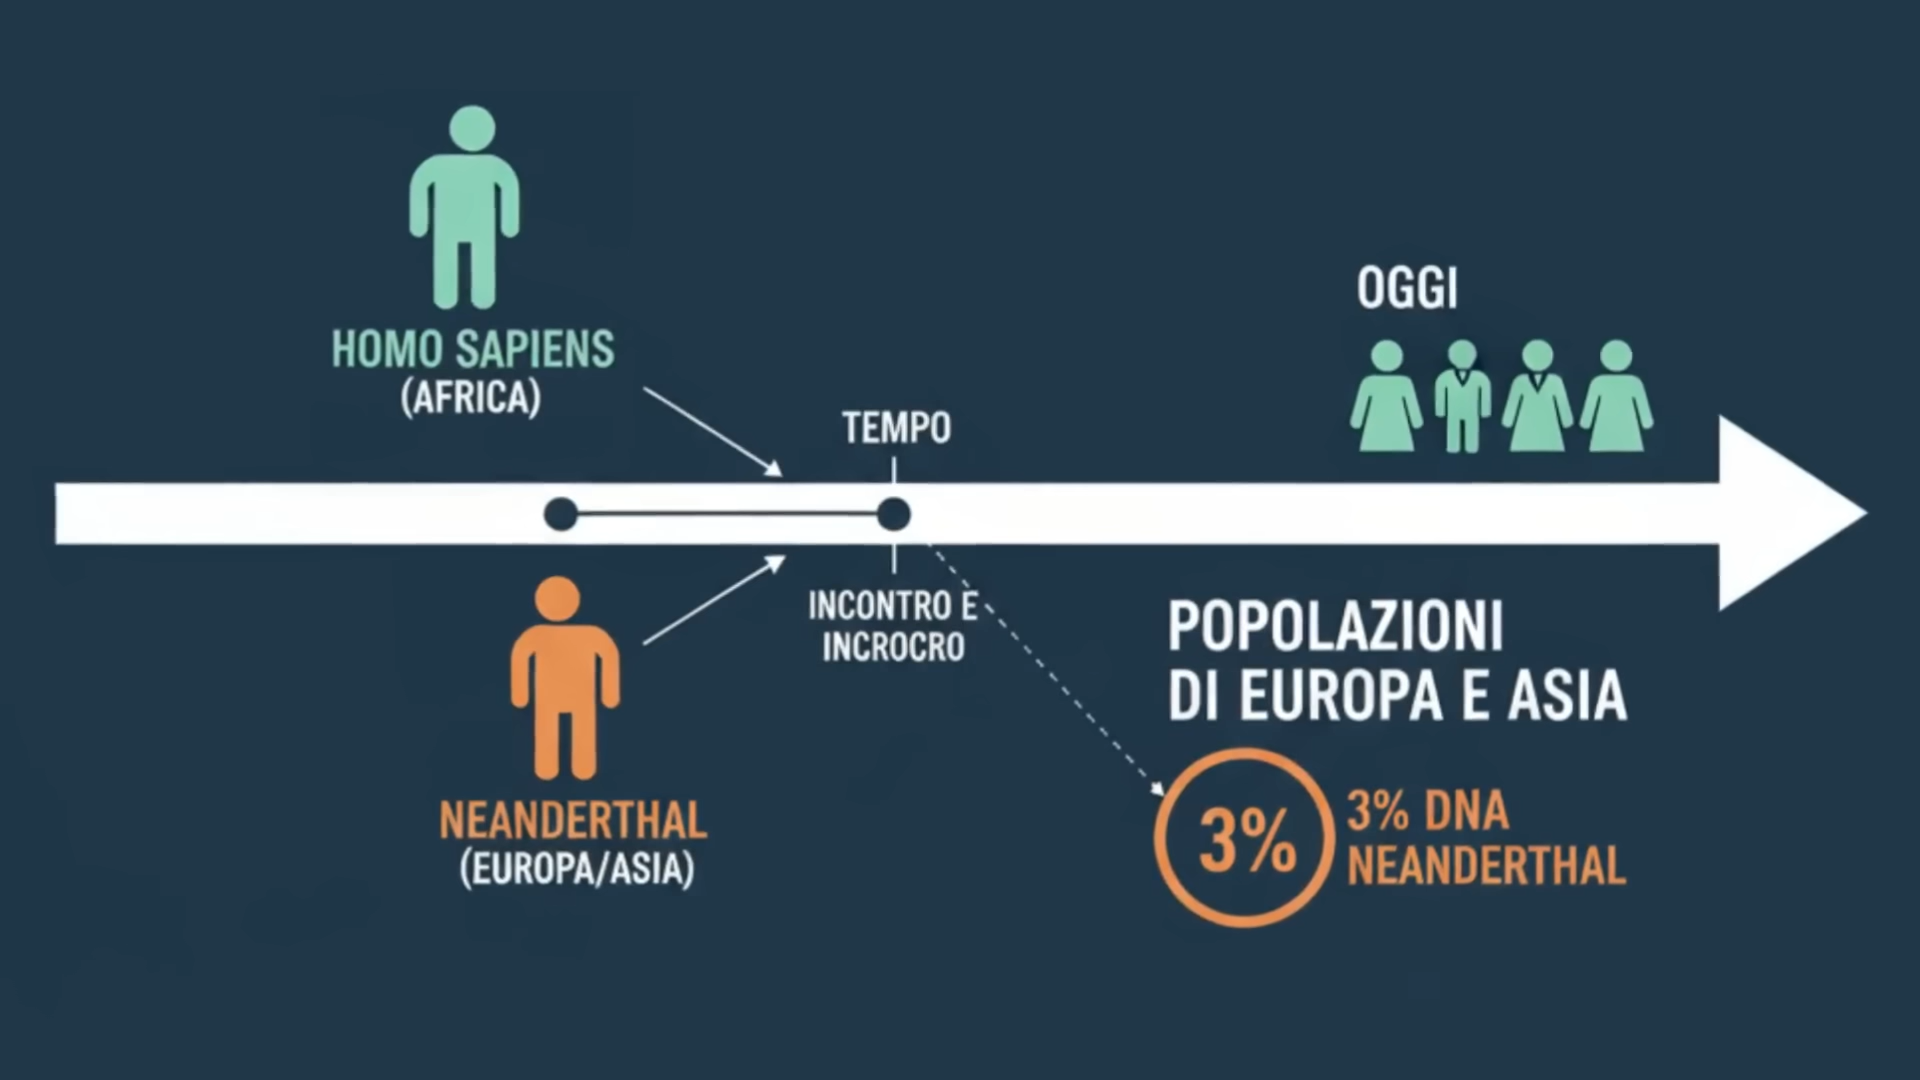 HOMO SAPIENS
(AFRICA)
TEMPO
OGGI
NEANDERTHAL
(EUROPA/ASIA)
INCONTRO E
INCROCRO
POPOLAZIONI
DI EUROPA E ASIA
3%
3% DNA
NEANDERTHAL